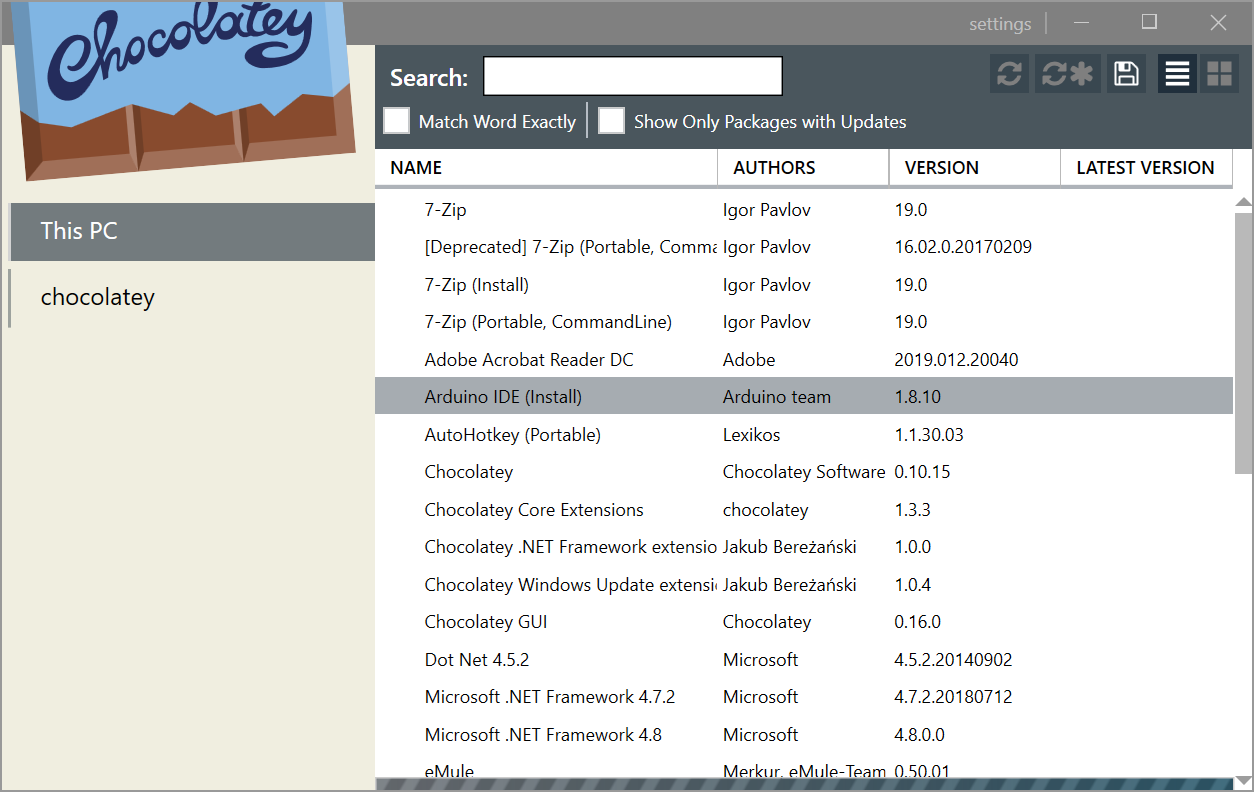 Chocolatey
settings
Search:
Match Word Exactly Show Only Packages with Updates
NAME AUTHORS VERSION LATEST VERSION
This PC
chocolatey
7-Zip Igor Pavlov 19.0
[Deprecated] 7-Zip (Portable, Comma Igor Pavlov 16.02.0.20170209
7-Zip (Install) Igor Pavlov 19.0
7-Zip (Portable, CommandLine) Igor Pavlov 19.0
Adobe Acrobat Reader DC Adobe 2019.012.20040
Arduino IDE (Install) Arduino team 1.8.10
AutoHotkey (Portable) Lexikos 1.1.30.03
Chocolatey Chocolatey Software 0.10.15
Chocolatey Core Extensions chocolatey 1.3.3
Chocolatey .NET Framework extensio Jakub Bereżański 1.0.0
Chocolatey Windows Update extensi Jakub Bereżański 1.0.4
Chocolatey GUI Chocolatey 0.16.0
Dot Net 4.5.2 Microsoft 4.5.2.20140902
Microsoft .NET Framework 4.7.2 Microsoft 4.7.2.20180712
Microsoft .NET Framework 4.8 Microsoft 4.8.0.0
eMule Merkur, eMule-Team 0.50.01